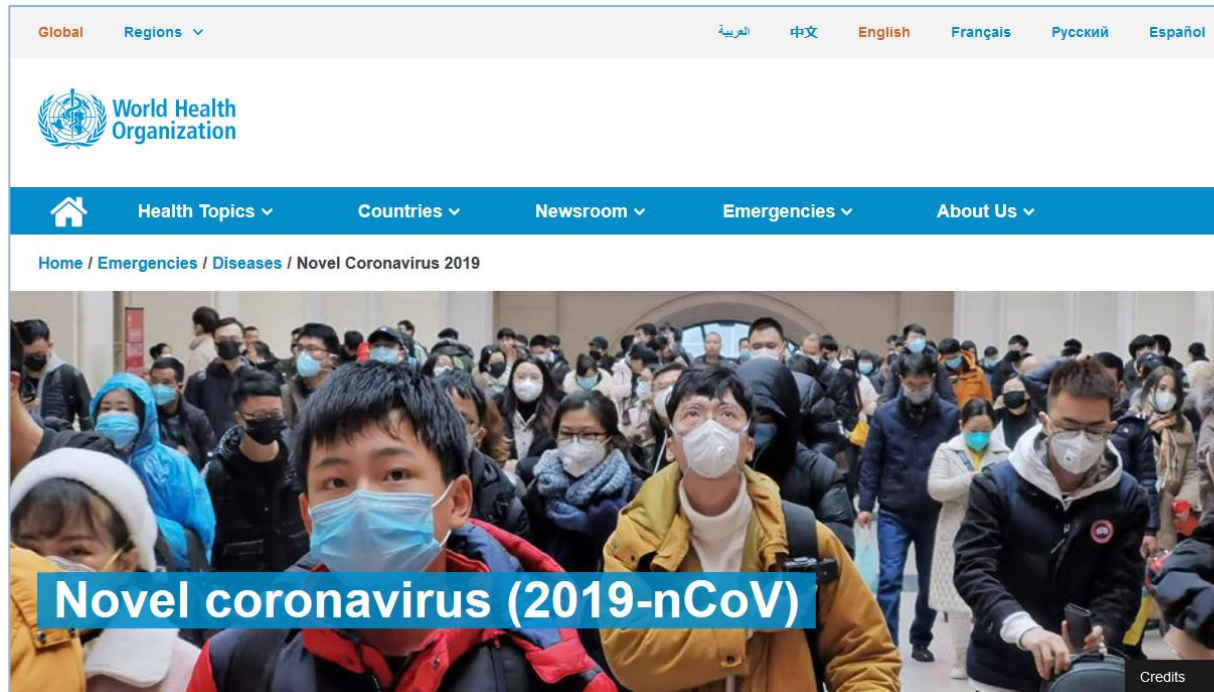 Global Regions العربية 中文 English Français Русский Español
World Health
Organization
Health Topics Countries Newsroom Emergencies About Us
Home / Emergencies / Diseases / Novel Coronavirus 2019
Novel coronavirus (2019-nCoV)
Credits